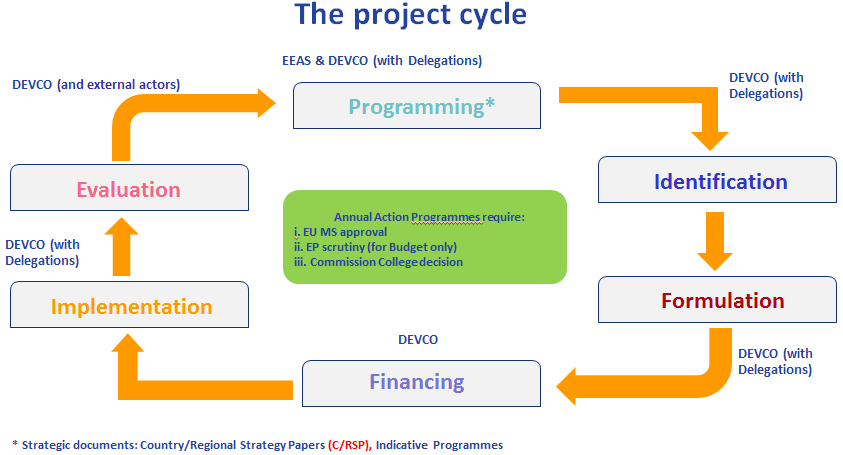 The project cycle
EEAS & DEVCO (with Delegations)
DEVCO (and external actors)
DEVCO (with
Delegations)
Programming*
Evaluation
Identification
Annual Action Programmes require:
i. EU MS approval
ii. EP scrutiny (for Budget only)
iii. Commission College decision
DEVCO (with
Delegations)
Implementation
Formulation
DEVCO
DEVCO (with
Delegations)
Financing
* Strategic documents: Country/Regional Strategy Papers (C/RSP), Indicative Programmes